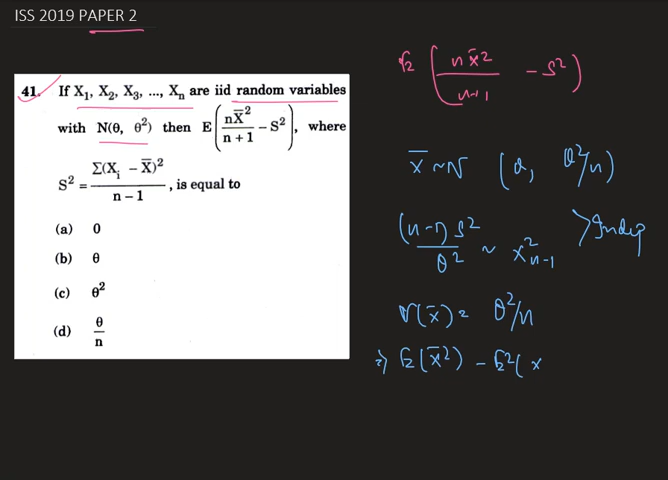 ISS 2019 PAPER 2
41. If X₁, X₂, X₃, ..., Xₙ are iid random variables
with N(θ, θ²) then E(nX̄²/(n + 1) − S²), where
S² = Σ(Xᵢ − X̄)²/(n − 1), is equal to
(a) 0
(b) θ
(c) θ²
(d) θ/n
E(nx̄²/(n+1) − S²)
x̄ ~ N (θ, θ²/n)
(n−1)S²/θ² ~ χ²ₙ₋₁ > Indep
V(x̄) = θ²/n
⇒ E(x̄²) − E²(x